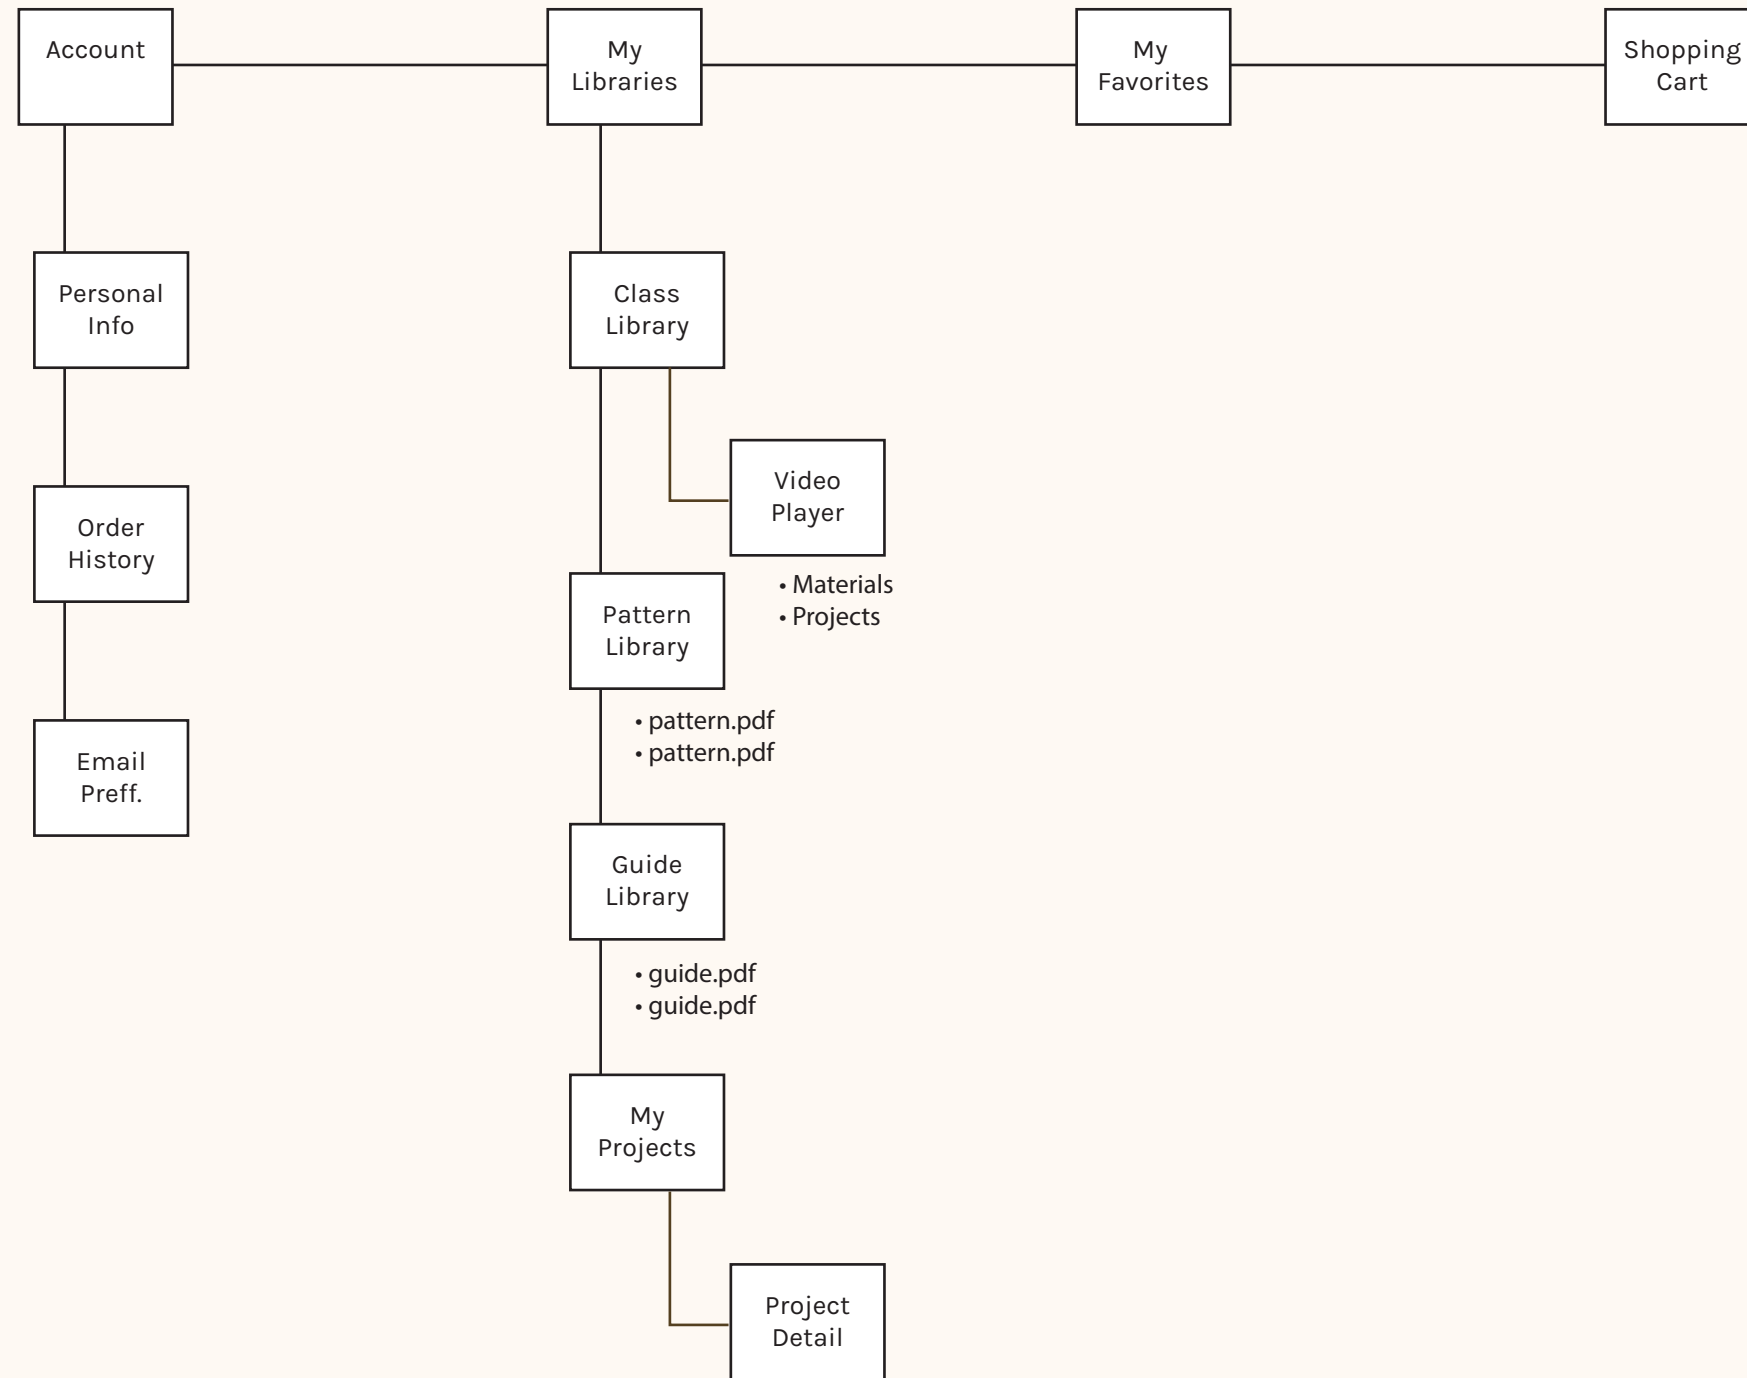 Account
My
Libraries
My
Favorites
Shopping
Cart
Personal
Info
Class
Library
Video
Player
• Materials
• Projects
Order
History
Pattern
Library
• pattern.pdf
• pattern.pdf
Email
Preff.
Guide
Library
• guide.pdf
• guide.pdf
My
Projects
Project
Detail